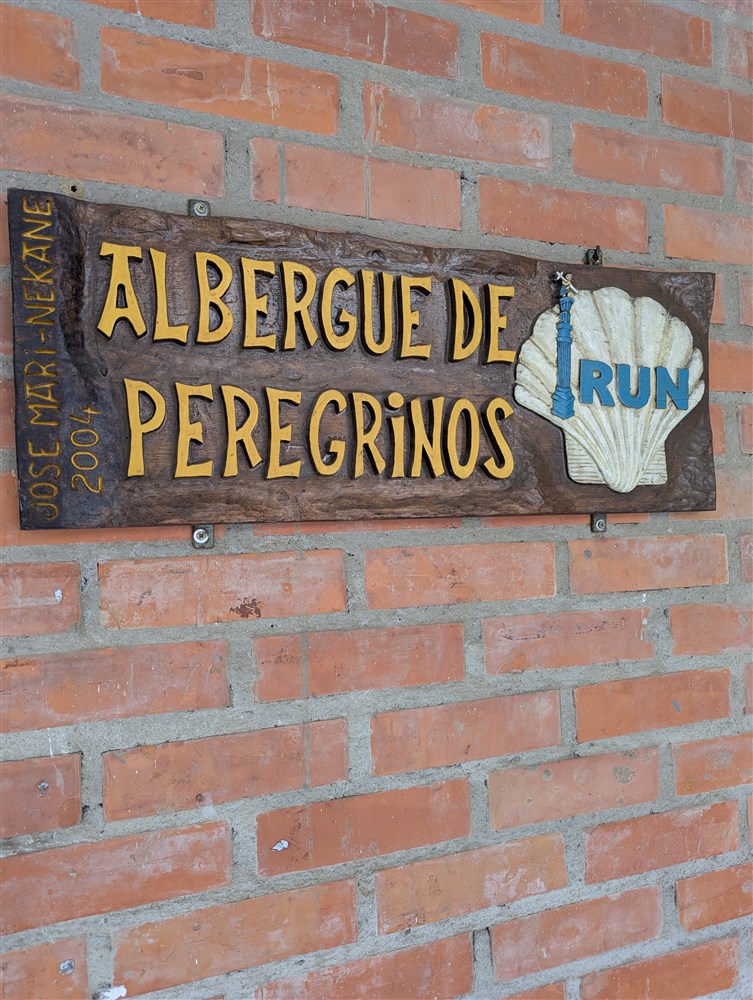 JOSE MARI-NEKANE
2004
ALBERGUE DE
PEREGRiNOS
IRUN